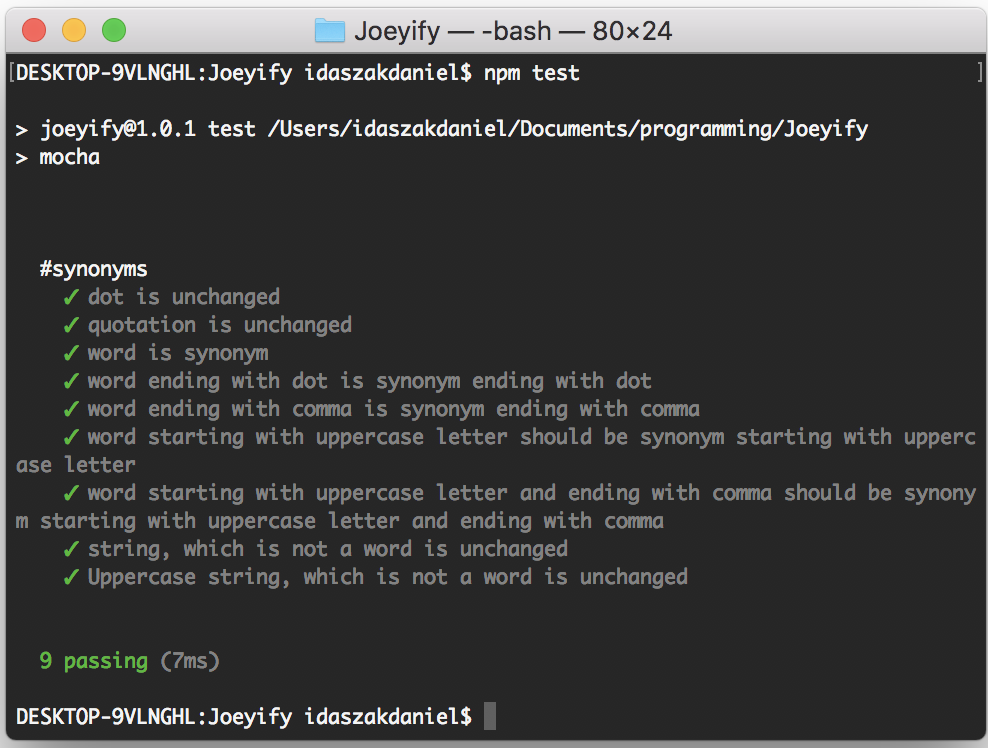 Joeyify — -bash — 80×24
[DESKTOP-9VLNGHL:Joeyify idaszakdaniel$ npm test ]
> joeyify@1.0.1 test /Users/idaszakdaniel/Documents/programming/Joeyify
> mocha
#synonyms
✓ dot is unchanged
✓ quotation is unchanged
✓ word is synonym
✓ word ending with dot is synonym ending with dot
✓ word ending with comma is synonym ending with comma
✓ word starting with uppercase letter should be synonym starting with upperc
ase letter
✓ word starting with uppercase letter and ending with comma should be synony
m starting with uppercase letter and ending with comma
✓ string, which is not a word is unchanged
✓ Uppercase string, which is not a word is unchanged
9 passing (7ms)
DESKTOP-9VLNGHL:Joeyify idaszakdaniel$